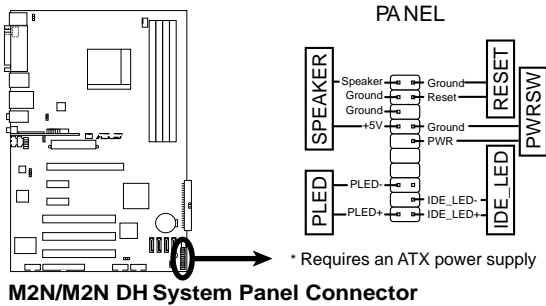 PANEL
SPEAKER
Speaker
Ground
Ground
+5V
Ground
Reset
RESET
Ground
PWR
PWRSW
PLED
PLED-
PLED+
IDE_LED-
IDE_LED+
IDE_LED
* Requires an ATX power supply
M2N/M2N DH System Panel Connector